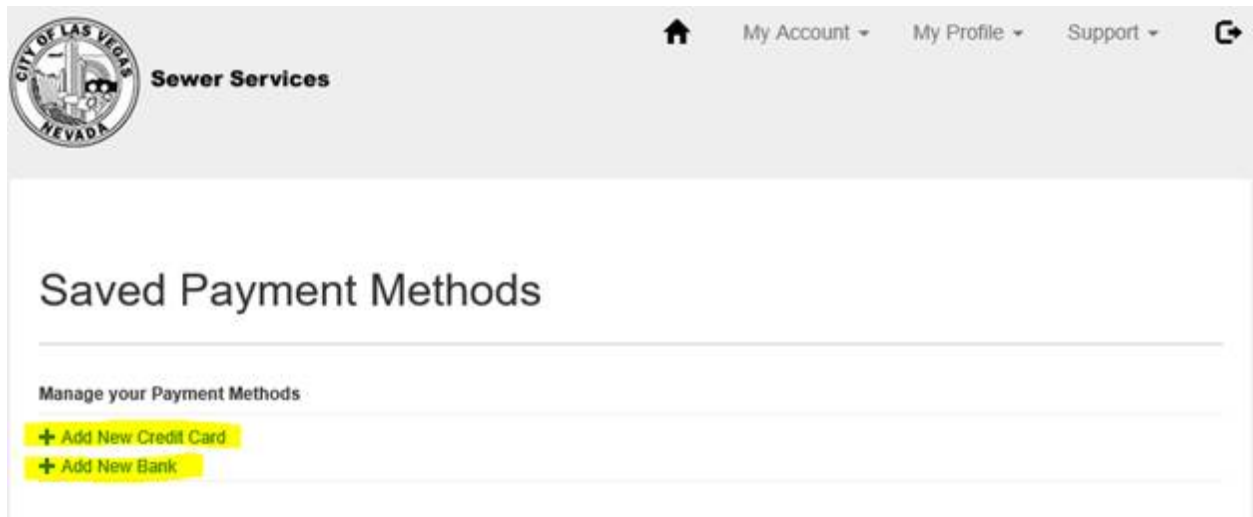 CITY OF LAS VEGAS
NEVADA
Sewer Services
My Account
My Profile
Support
Saved Payment Methods
Manage your Payment Methods
+ Add New Credit Card
+ Add New Bank